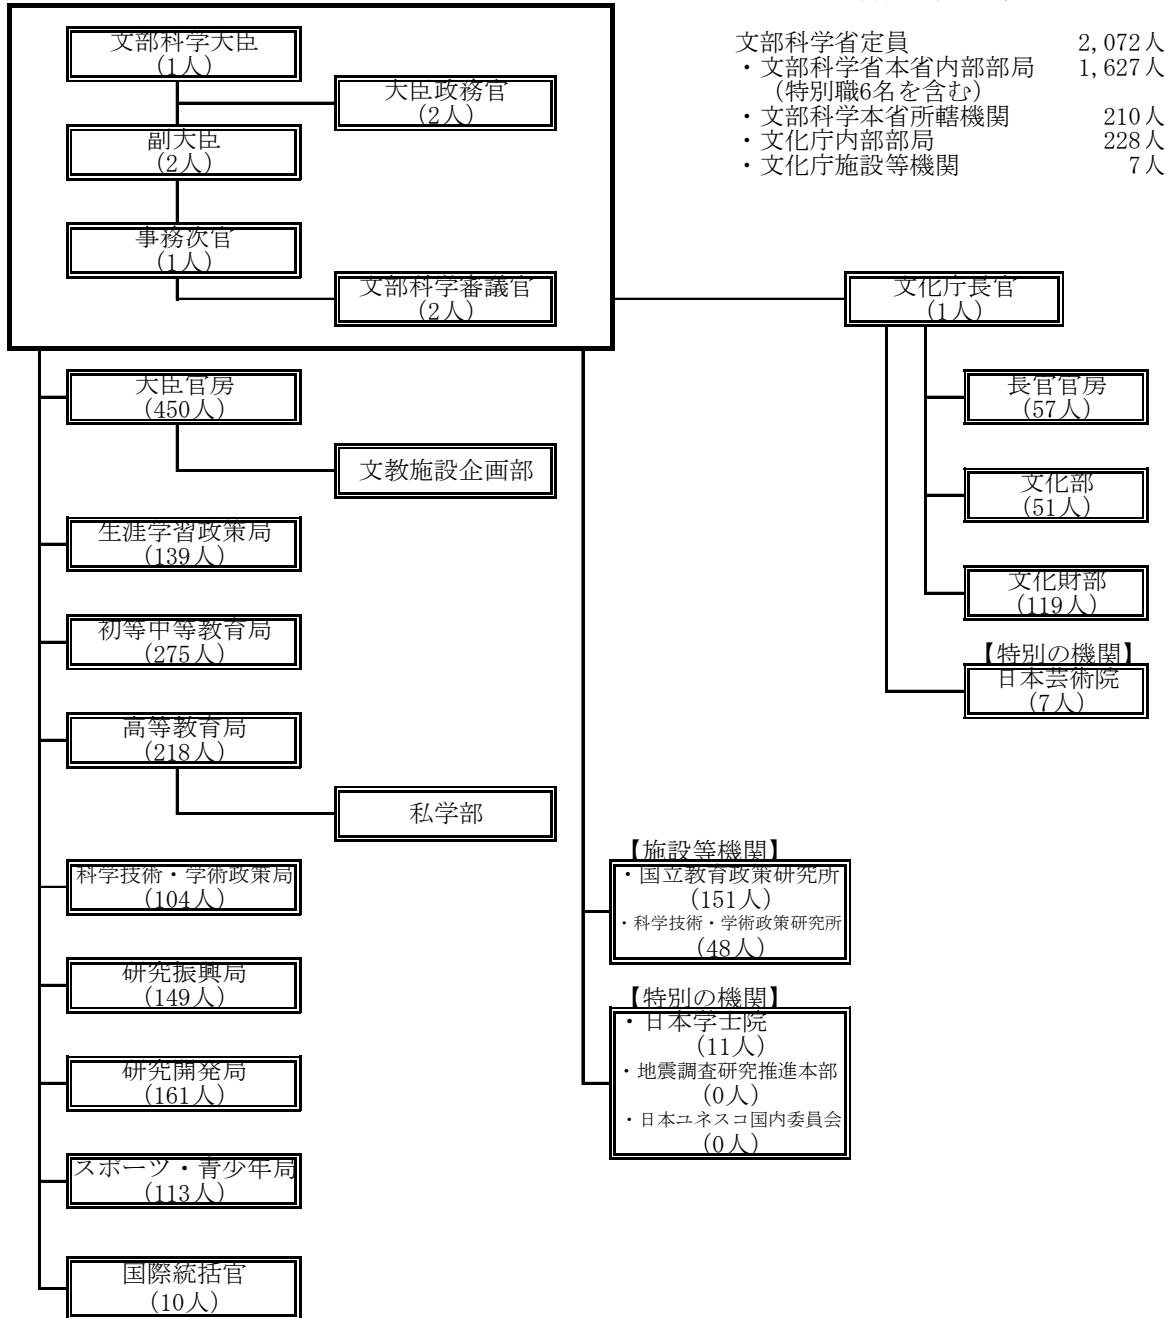 文部科学大臣
(1人)
大臣政務官
(2人)
副大臣
(2人)
事務次官
(1人)
文部科学審議官
(2人)
文部科学省定員 2,072人
・文部科学省本省内部部局 1,627人
(特別職6名を含む)
・文部科学本省所轄機関 210人
・文化庁内部部局 228人
・文化庁施設等機関 7人
文化庁長官
(1人)
長官官房
(57人)
文化部
(51人)
文化財部
(119人)
【特別の機関】
日本芸術院
(7人)
大臣官房
(450人)
文教施設企画部
生涯学習政策局
(139人)
初等中等教育局
(275人)
高等教育局
(218人)
私学部
科学技術・学術政策局
(104人)
研究振興局
(149人)
研究開発局
(161人)
スポーツ・青少年局
(113人)
国際統括官
(10人)
【施設等機関】
・国立教育政策研究所
(151人)
・科学技術・学術政策研究所
(48人)
【特別の機関】
・日本学士院
(11人)
・地震調査研究推進本部
(0人)
・日本ユネスコ国内委員会
(0人)